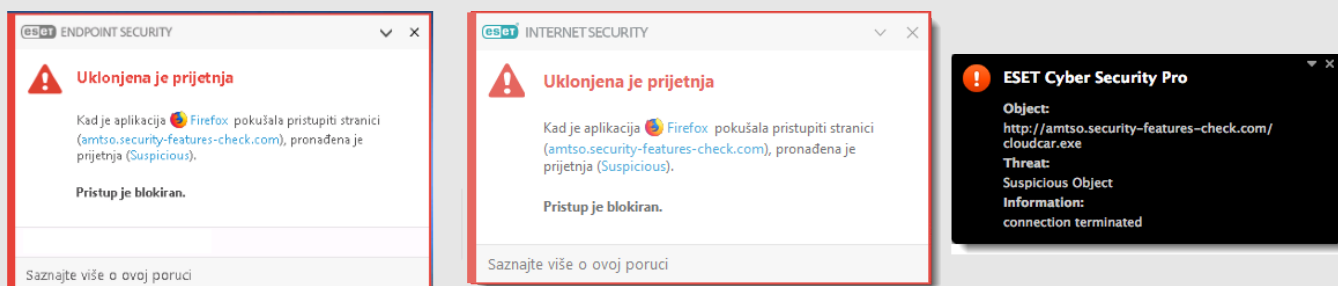 eset ENDPOINT SECURITY
Uklonjena je prijetnja
Kad je aplikacija Firefox pokušala pristupiti stranici
(amtso.security-features-check.com), pronađena je
prijetnja (Suspicious).
Pristup je blokiran.
Saznajte više o ovoj poruci
eset INTERNET SECURITY
Uklonjena je prijetnja
Kad je aplikacija Firefox pokušala pristupiti stranici
(amtso.security-features-check.com), pronađena je
prijetnja (Suspicious).
Pristup je blokiran.
Saznajte više o ovoj poruci
ESET Cyber Security Pro
Object:
http://amtso.security-features-check.com/
cloudcar.exe
Threat:
Suspicious Object
Information:
connection terminated